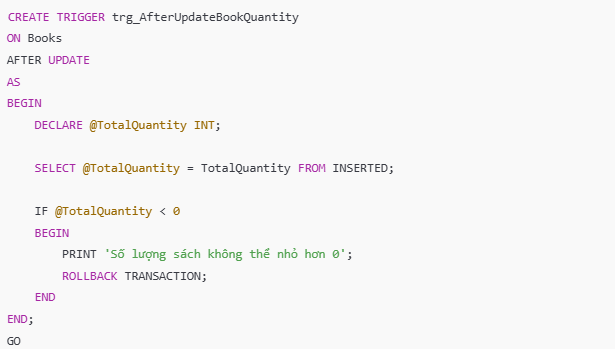 CREATE TRIGGER trg_AfterUpdateBookQuantity
ON Books
AFTER UPDATE
AS
BEGIN
    DECLARE @TotalQuantity INT;

    SELECT @TotalQuantity = TotalQuantity FROM INSERTED;

    IF @TotalQuantity < 0
    BEGIN
        PRINT 'Số lượng sách không thể nhỏ hơn 0';
        ROLLBACK TRANSACTION;
    END
END;
GO